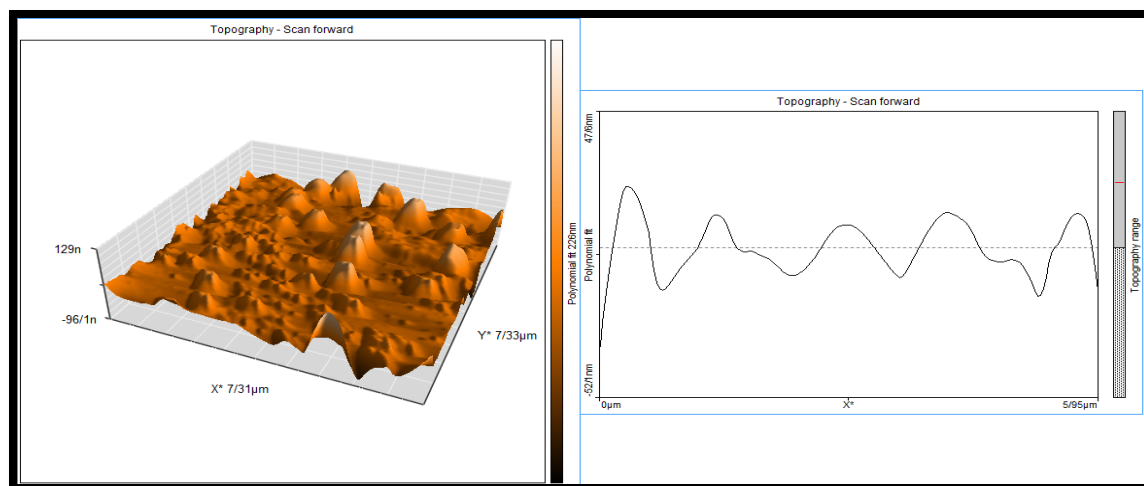 Topography - Scan forward
129n
-96/1n
X* 7/31µm
Y* 7/33µm
Polynomial fit 226nm
Topography - Scan forward
47/6nm
Polynomial fit
-52/1nm
0µm
X*
5/95µm
Topography range